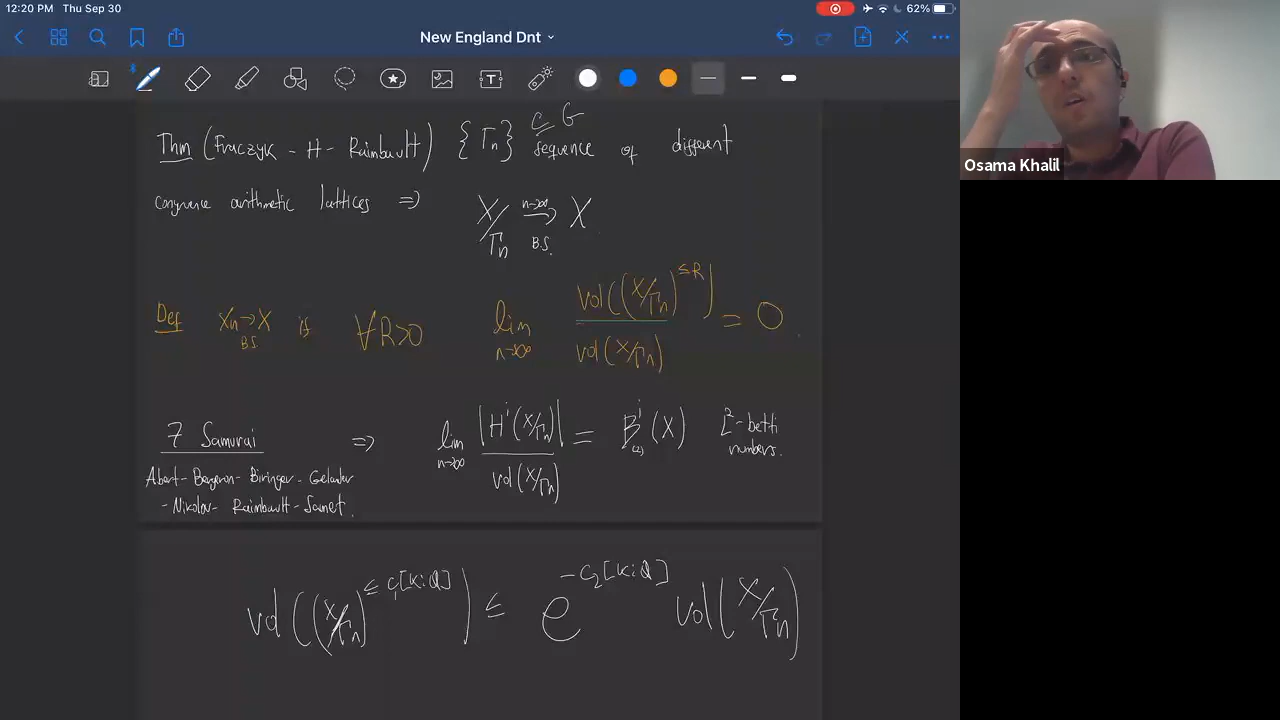 12:20 PM Thu Sep 30
62%
New England Dnt
Thm (Fraczyk - H - Raimbault) {Γn} ⊆ G sequence of different
congruence arithmetic lattices ⇒ X/Γn →(n→∞, B.S.) X
Def Xn →(B.S) X if ∀R>0 lim n→∞ vol((X/Γn)^{≤R}) / vol(X/Γn) = 0
7 Samurai ⇒ lim n→∞ |H^i(X/Γn)| / vol(X/Γn) = B^i_(2)(X) L²-betti numbers.
Abert-Bergeron-Biringer-Gelander
-Nikolov-Raimbault-Samet.
vol((X/Γn)^{≤ C₁[K:Q]}) ≤ e^{-C₂[K:Q]} vol(X/Γn)
Osama Khalil